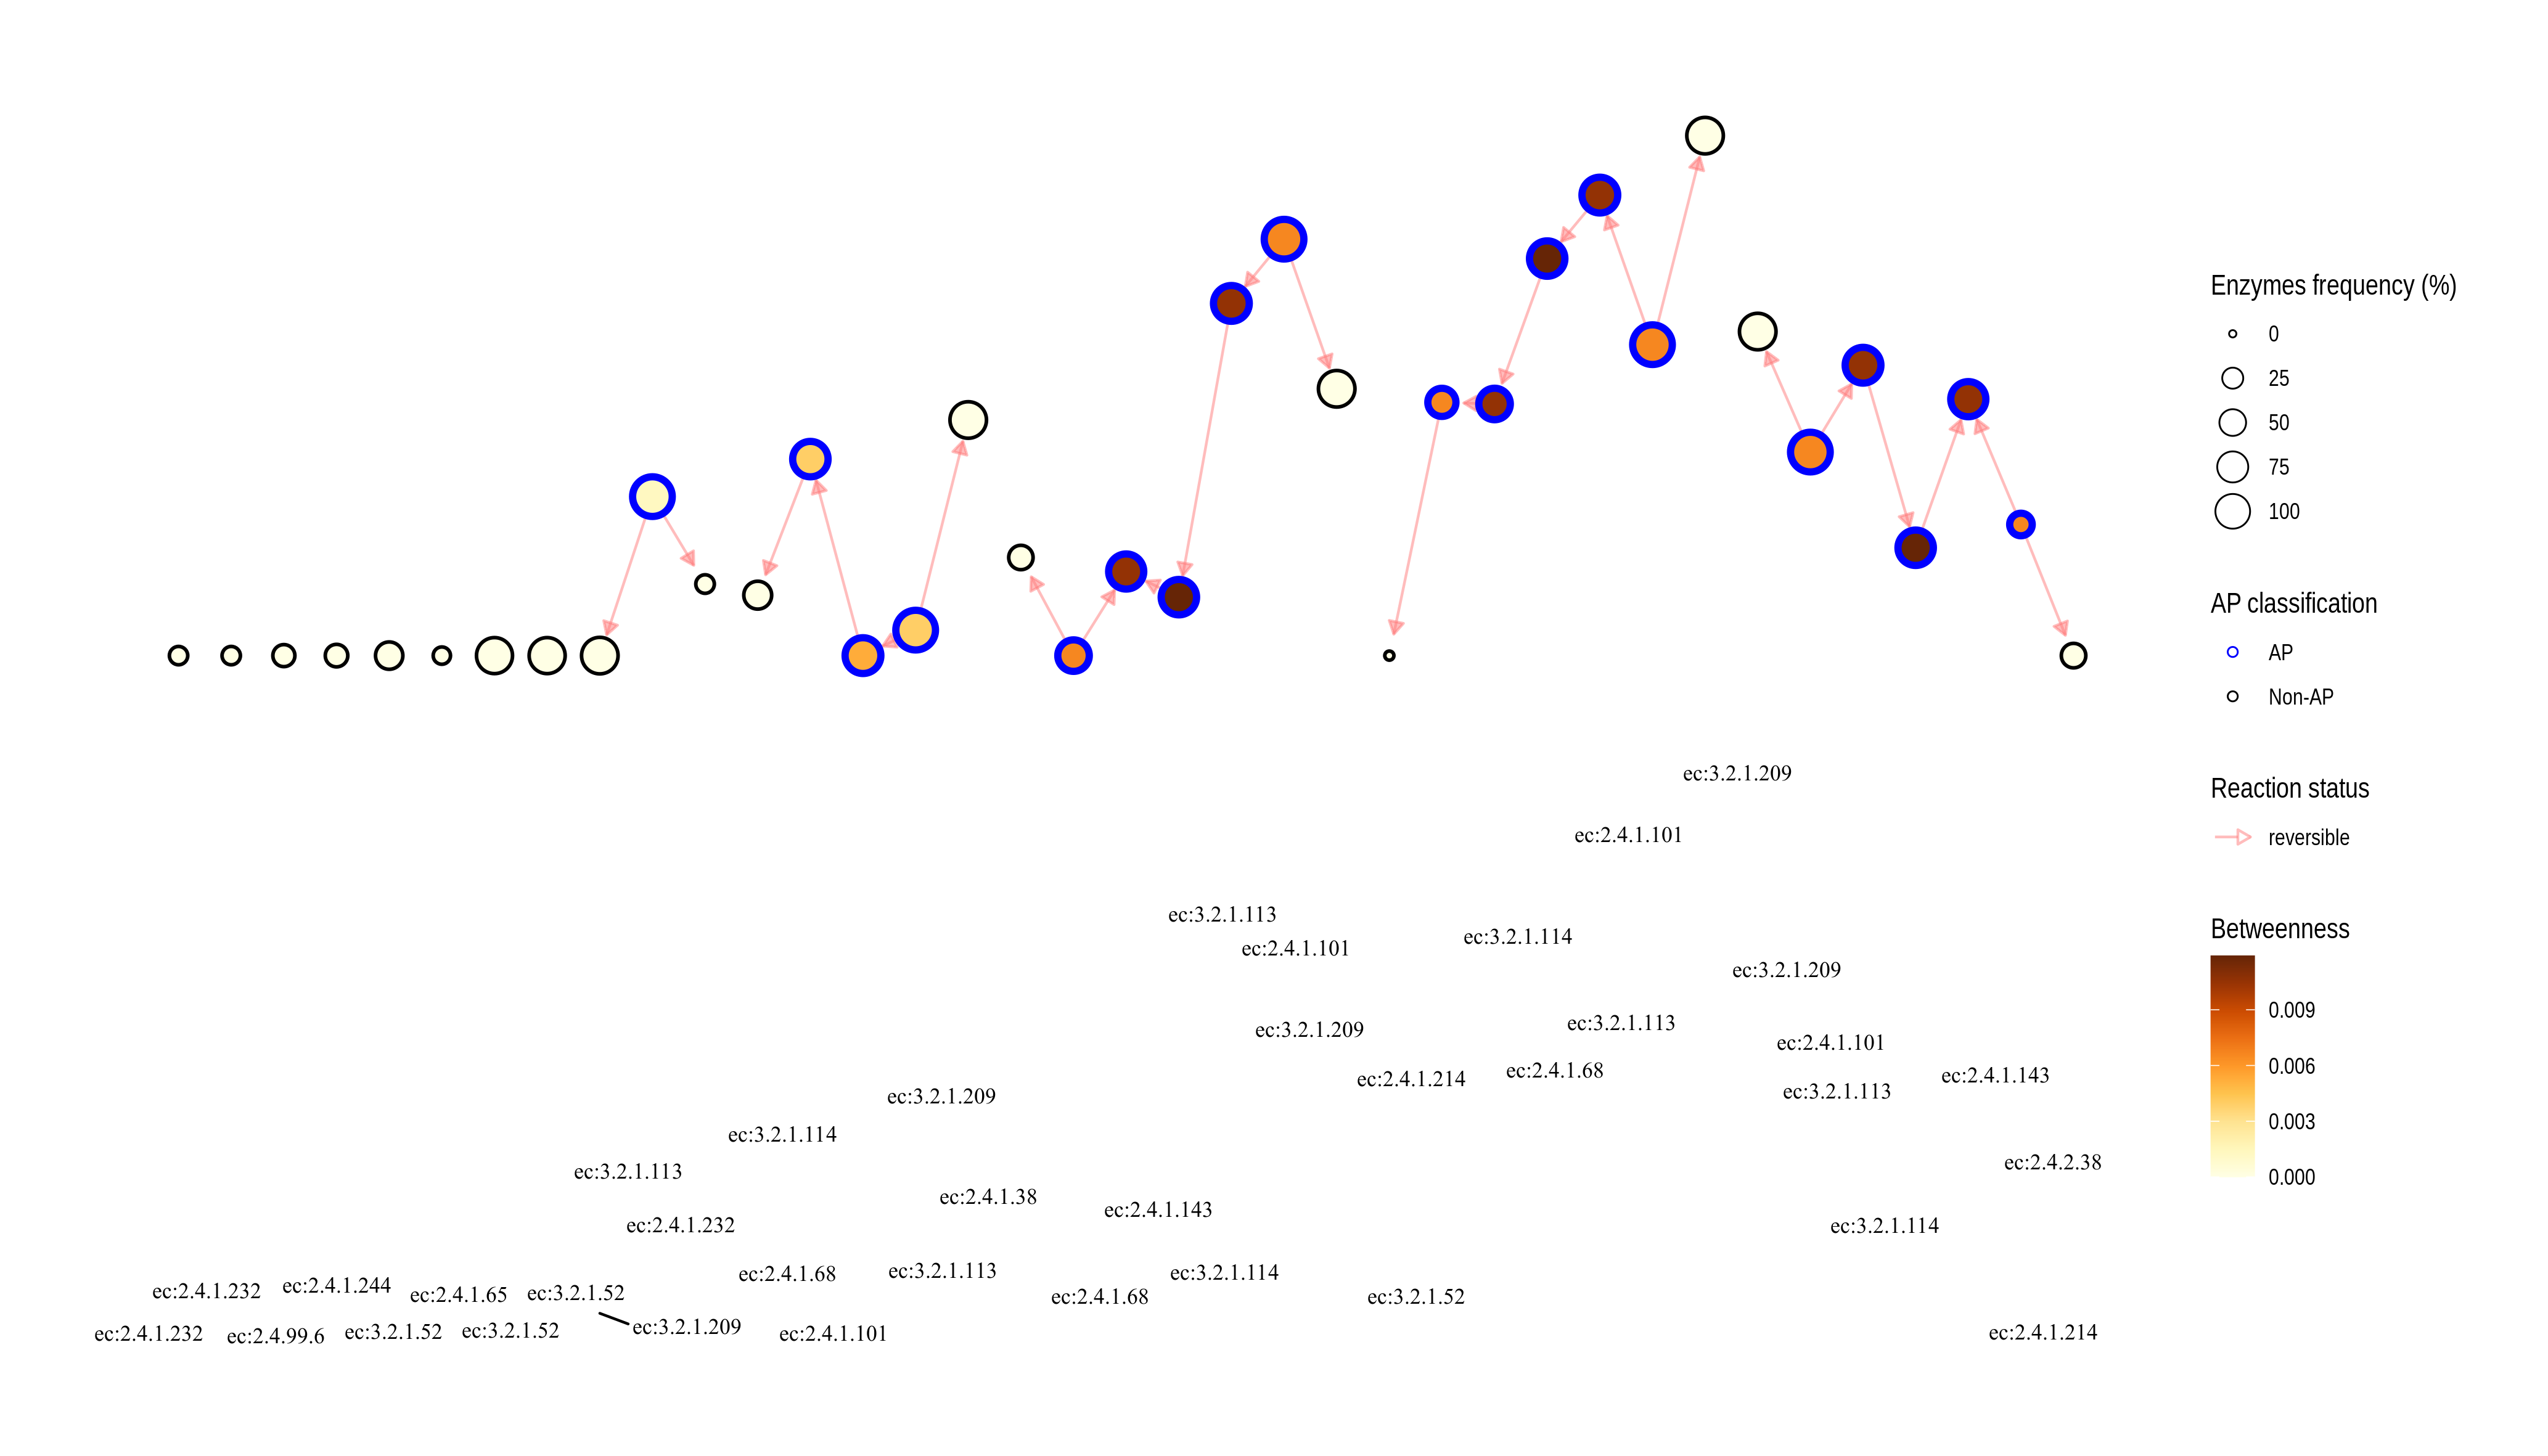 Enzymes frequency (%)
0
25
50
75
100
AP classification
AP
Non-AP
Reaction status
reversible
Betweenness
0.009
0.006
0.003
0.000
ec:3.2.1.209
ec:2.4.1.101
ec:3.2.1.113
ec:3.2.1.114
ec:2.4.1.101
ec:3.2.1.209
ec:3.2.1.113
ec:3.2.1.209
ec:2.4.1.101
ec:2.4.1.68
ec:2.4.1.143
ec:2.4.1.214
ec:3.2.1.113
ec:3.2.1.209
ec:3.2.1.114
ec:2.4.2.38
ec:3.2.1.113
ec:2.4.1.38
ec:2.4.1.143
ec:2.4.1.232
ec:3.2.1.114
ec:3.2.1.113
ec:3.2.1.114
ec:2.4.1.68
ec:2.4.1.244
ec:2.4.1.232
ec:3.2.1.52
ec:2.4.1.65
ec:2.4.1.68
ec:3.2.1.52
ec:3.2.1.209
ec:3.2.1.52
ec:3.2.1.52
ec:2.4.1.214
ec:2.4.1.232
ec:2.4.1.101
ec:2.4.99.6